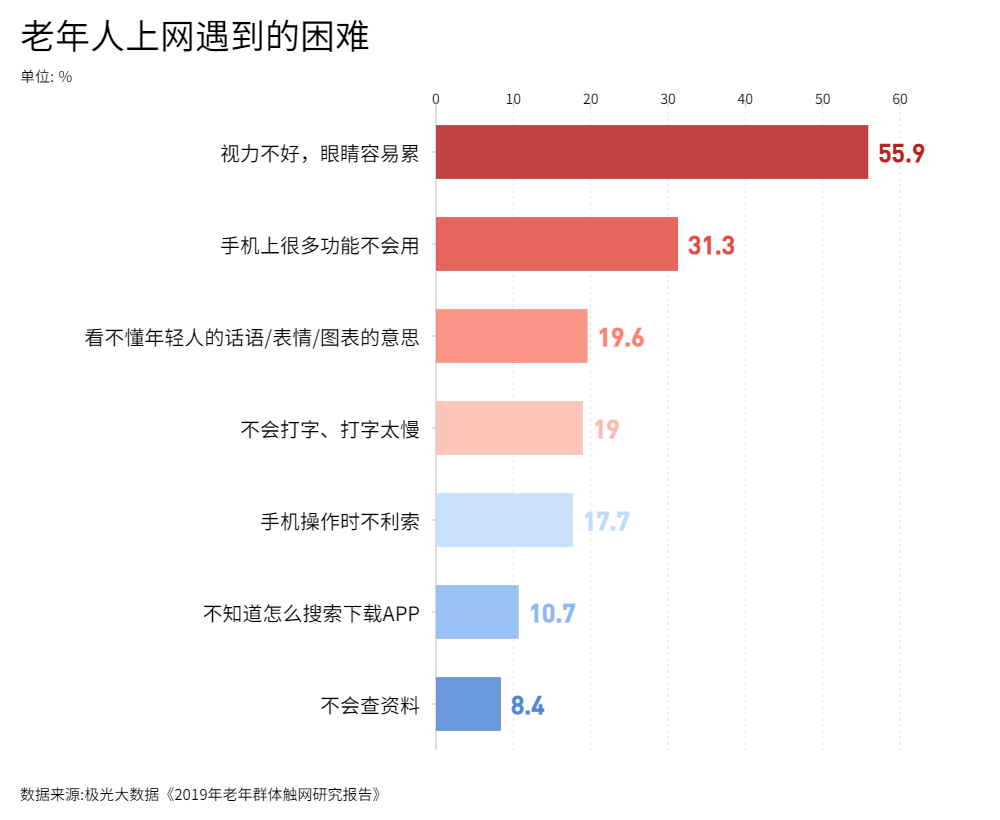 老年人上网遇到的困难
单位: %
0 10 20 30 40 50 60
视力不好，眼睛容易累 55.9
手机上很多功能不会用 31.3
看不懂年轻人的话语/表情/图表的意思 19.6
不会打字、打字太慢 19
手机操作时不利索 17.7
不知道怎么搜索下载APP 10.7
不会查资料 8.4
数据来源:极光大数据《2019年老年群体触网研究报告》